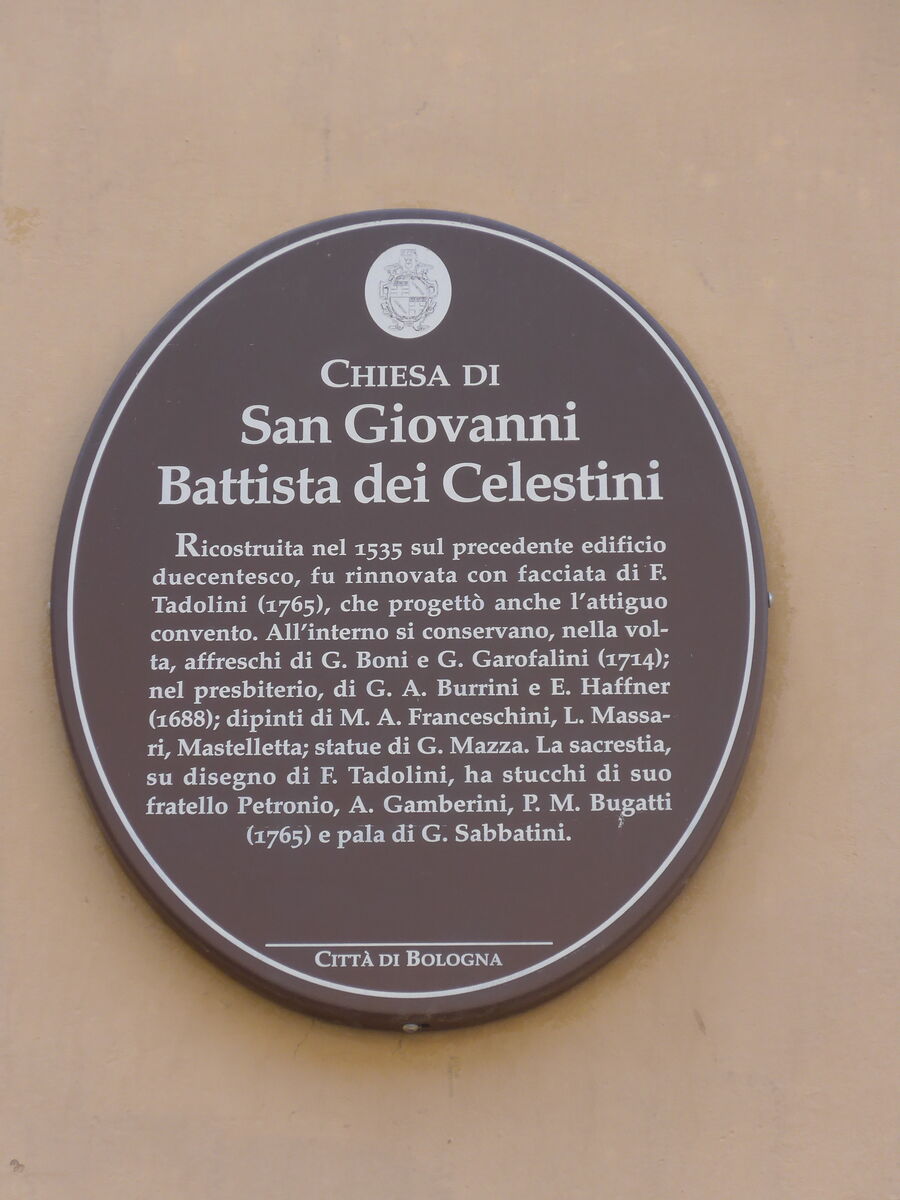 Chiesa di
San Giovanni
Battista dei Celestini
Ricostruita nel 1535 sul precedente edificio
duecentesco, fu rinnovata con facciata di F.
Tadolini (1765), che progettò anche l'attiguo
convento. All'interno si conservano, nella vol-
ta, affreschi di G. Boni e G. Garofalini (1714);
nel presbiterio, di G. A. Burrini e E. Haffner
(1688); dipinti di M. A. Franceschini, L. Massa-
ri, Mastelletta; statue di G. Mazza. La sacrestia,
su disegno di F. Tadolini, ha stucchi di suo
fratello Petronio, A. Gamberini, P. M. Bugatti
(1765) e pala di G. Sabbatini.
Città di Bologna